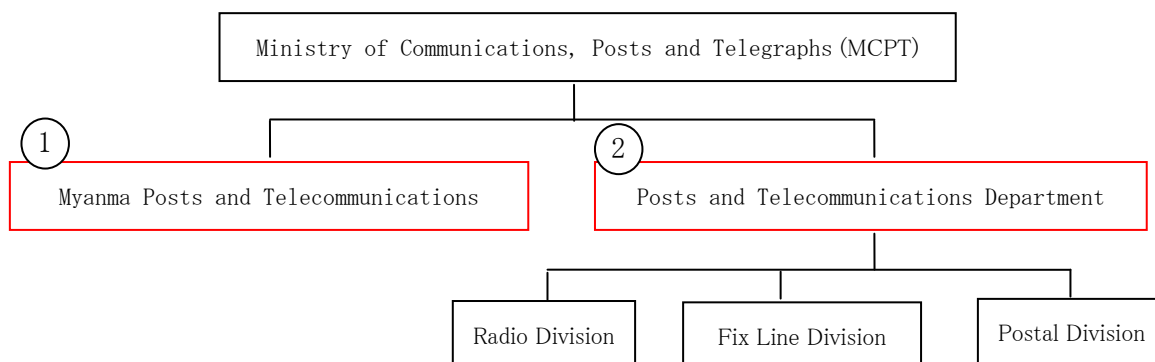 Ministry of Communications, Posts and Telegraphs (MCPT)
1
2
Myanma Posts and Telecommunications
Posts and Telecommunications Department
Radio Division
Fix Line Division
Postal Division